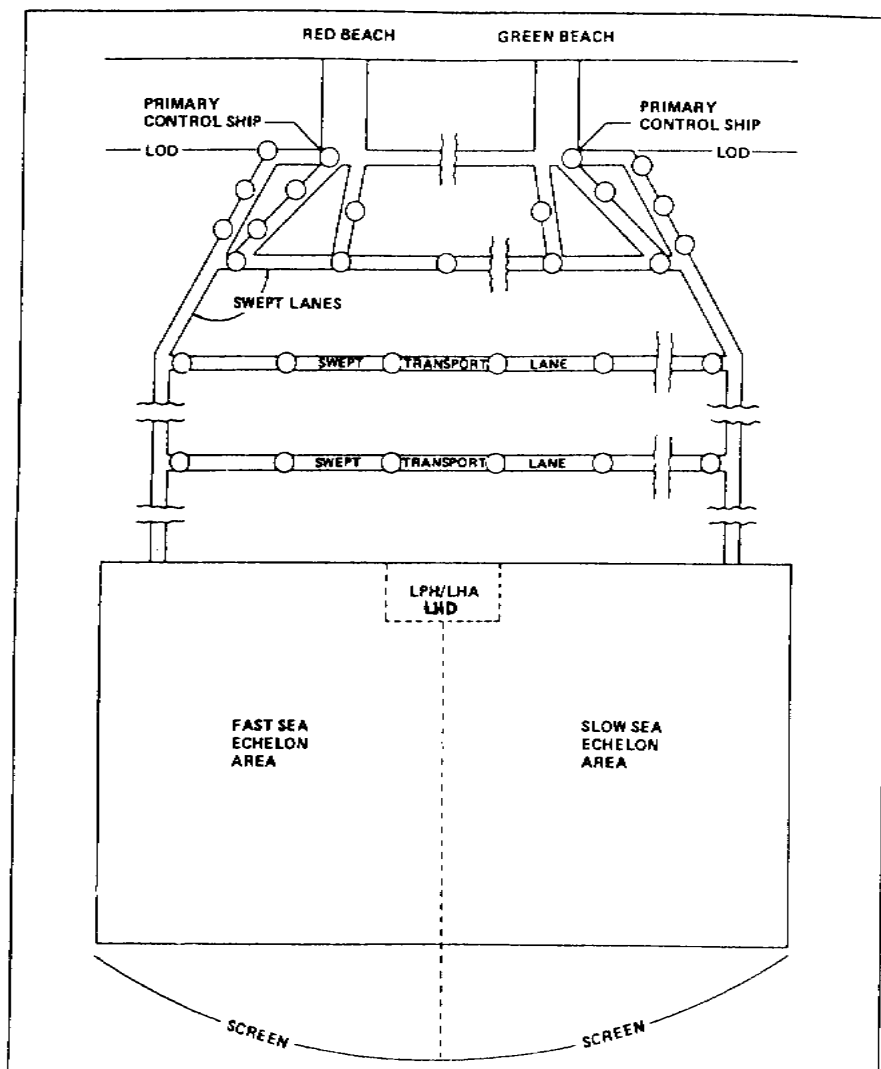 RED BEACH
GREEN BEACH
PRIMARY
CONTROL SHIP
PRIMARY
CONTROL SHIP
LOD
LOD
SWEPT LANES
SWEPT TRANSPORT LANE
SWEPT TRANSPORT LANE
LPH/LHA
LHD
FAST SEA
ECHELON
AREA
SLOW SEA
ECHELON
AREA
SCREEN
SCREEN